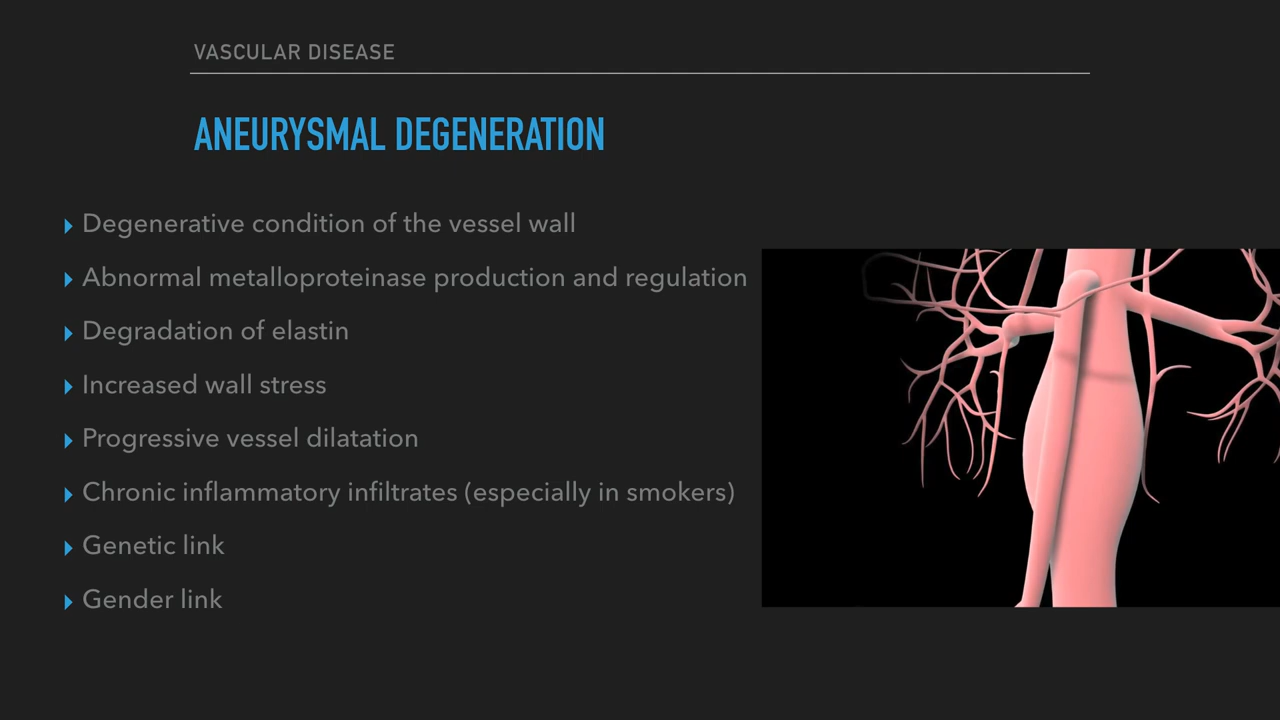 VASCULAR DISEASE
ANEURYSMAL DEGENERATION
Degenerative condition of the vessel wall
Abnormal metalloproteinase production and regulation
Degradation of elastin
Increased wall stress
Progressive vessel dilatation
Chronic inflammatory infiltrates (especially in smokers)
Genetic link
Gender link